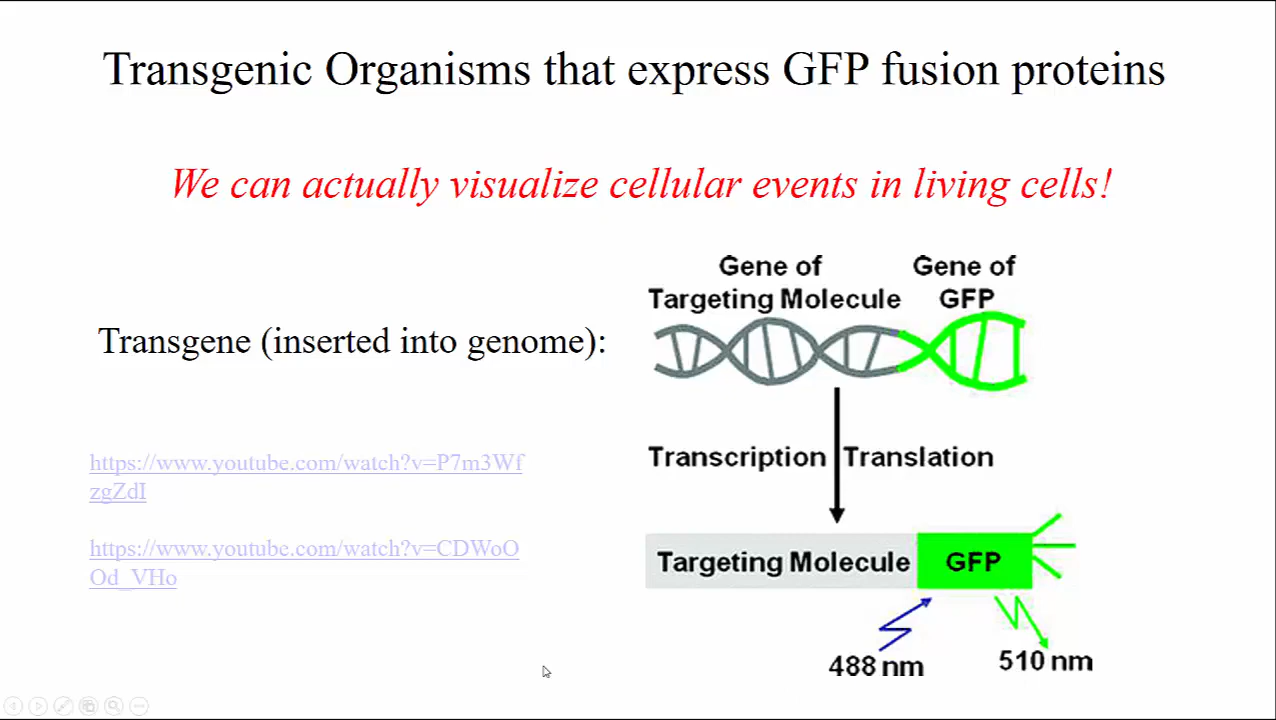 Transgenic Organisms that express GFP fusion proteins
We can actually visualize cellular events in living cells!
Gene of
Targeting Molecule
Gene of
GFP
Transgene (inserted into genome):
https://www.youtube.com/watch?v=P7m3Wf
zgZdI
https://www.youtube.com/watch?v=CDWoO
Od_VHo
Transcription
Translation
Targeting Molecule
GFP
488 nm
510 nm